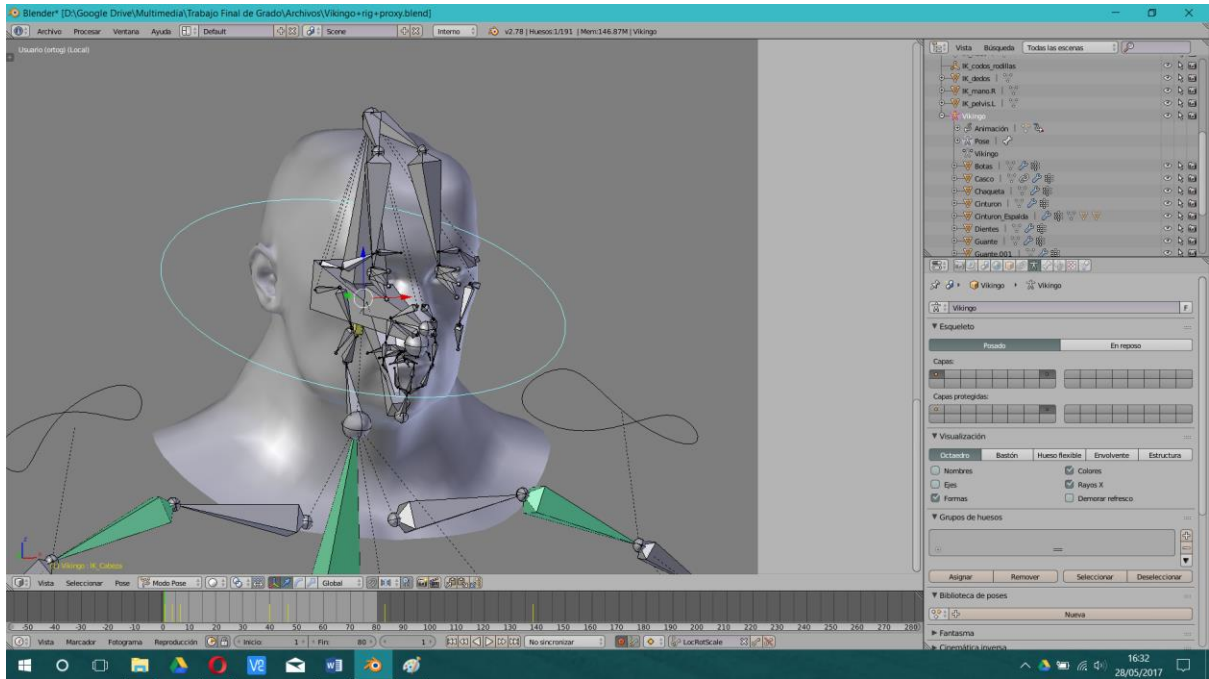 Blender* [D:\Google Drive\Multimedia\Trabajo Final de Grado\Archivos\Vikingo+rig+proxy.blend]
Archivo Procesar Ventana Ayuda Default Scene Interno v2.78 | Huesos:1/191 | Mem:146.87M | Vikingo
Usuario (ortog) (Local)
Vista Búsqueda Todas las escenas
IK_codos_rodillas
IK_dedos
IK_mano.R
IK_pelvis.L
Vikingo
Animación
Pose
Vikingo
Botas
Casco
Chaqueta
Cinturon
Cinturon_Espalda
Dientes
Guante
Guante.001
Vikingo Vikingo
Vikingo F
Esqueleto
Posado En reposo
Capas:
Capas protegidas:
Visualización
Octaedro Bastón Hueso flexible Envolvente Estructura
Nombres Colores
Ejes Rayos X
Formas Demorar refresco
Grupos de huesos
Asignar Remover Seleccionar Deseleccionar
Biblioteca de poses
Nueva
Fantasma
Cinemática inversa
z
x
(1) Vikingo : IK_Cabeza
Vista Seleccionar Pose Modo Pose Global
-50 -40 -30 -20 -10 0 10 20 30 40 50 60 70 80 90 100 110 120 130 140 150 160 170 180 190 200 210 220 230 240 250 260 270 280
Vista Marcador Fotograma Reproducción Inicio: 1 Fin: 80 1 No sincronizar LocRotScale
16:32
28/05/2017